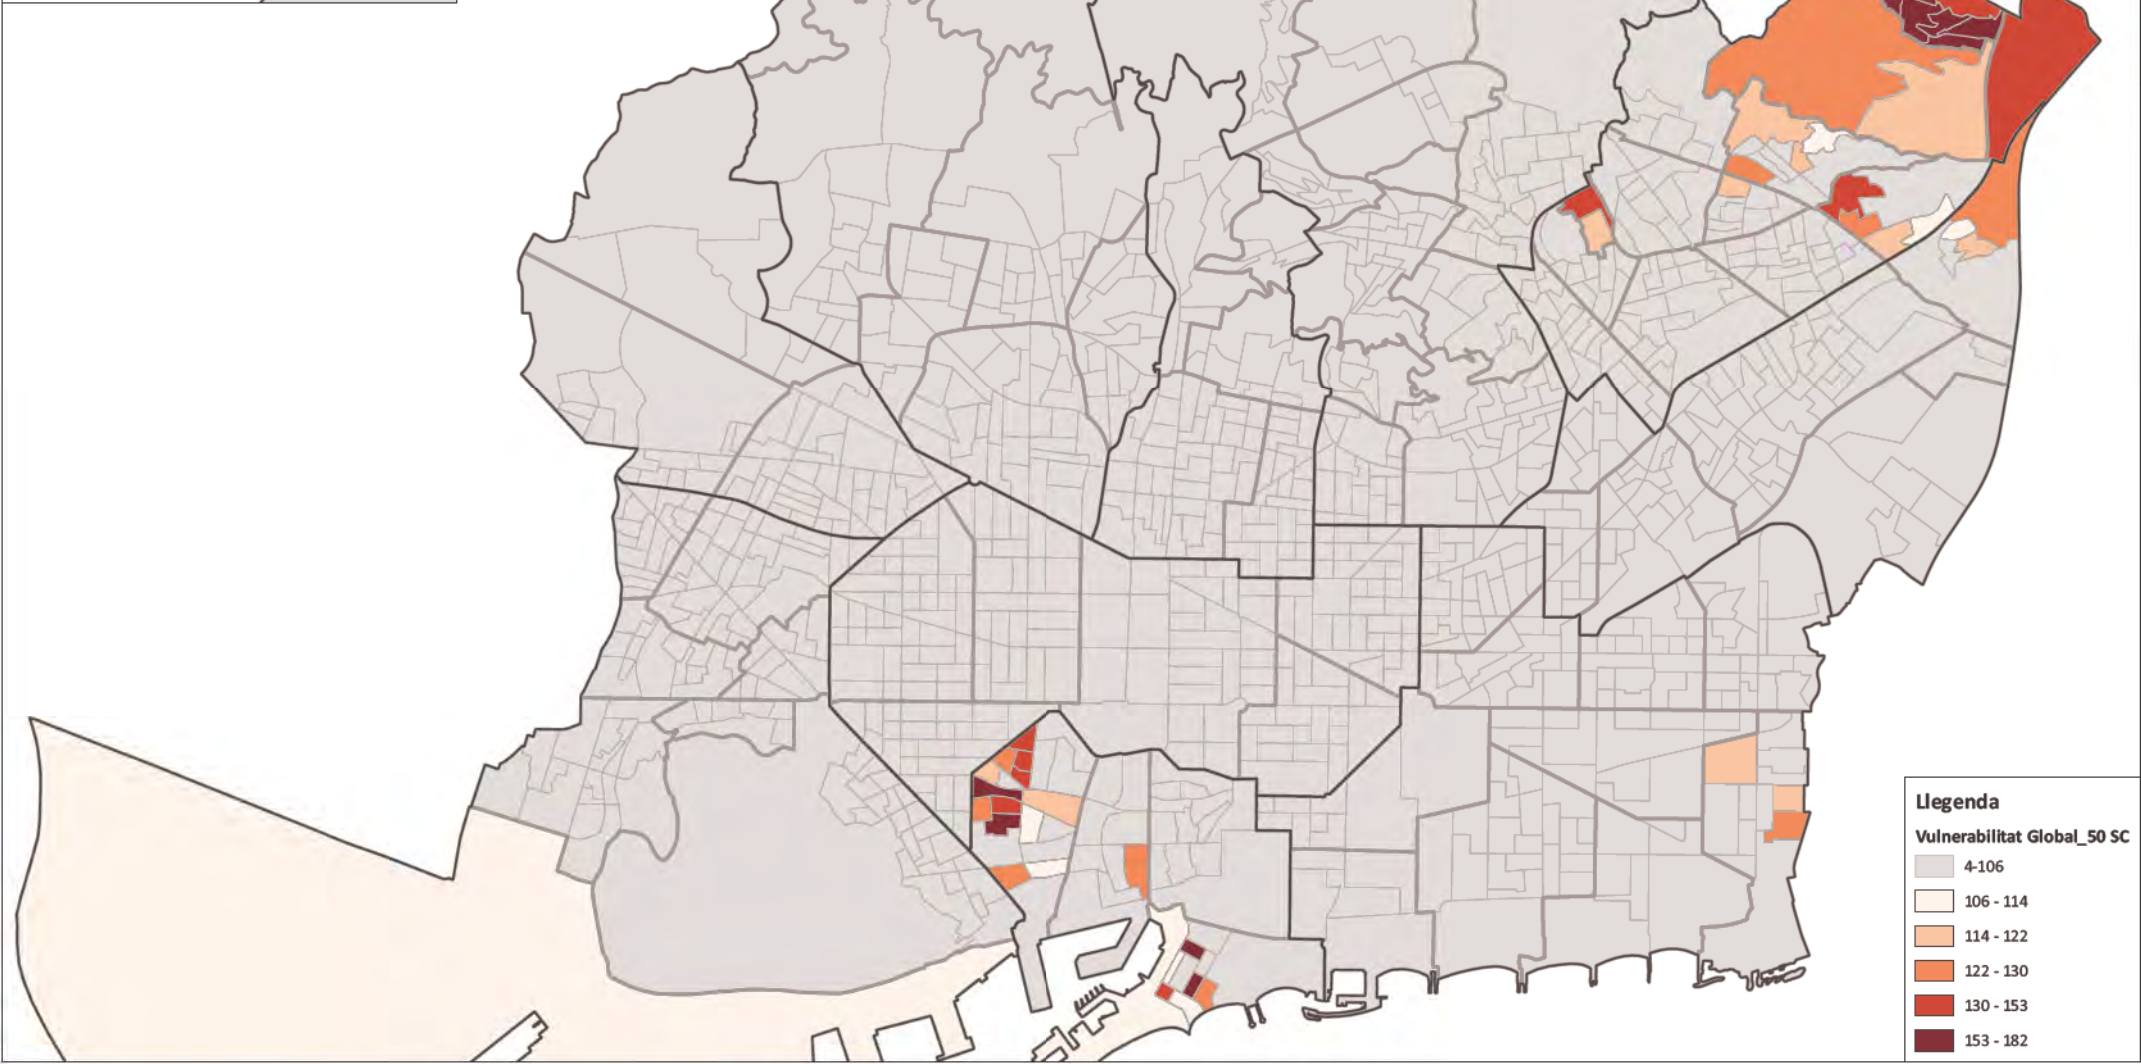 Llegenda
Vulnerabilitat Global_50 SC
4-106
106 - 114
114 - 122
122 - 130
130 - 153
153 - 182